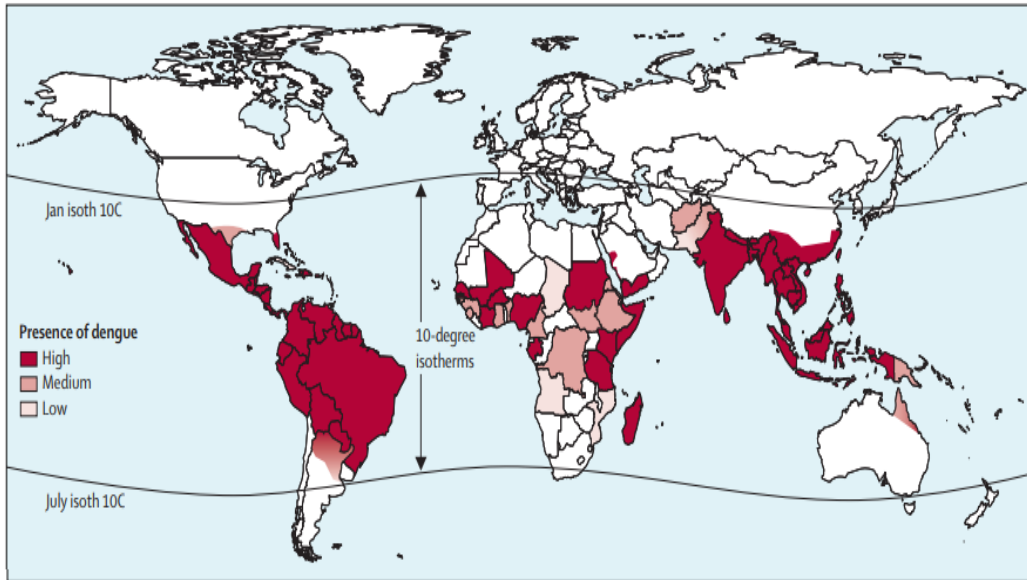 Jan isoth 10C
Presence of dengue
High
Medium
Low
10-degree
isotherms
July isoth 10C